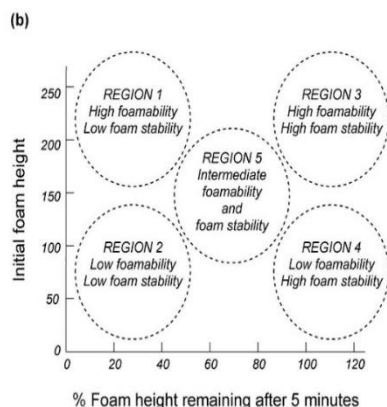 (b)
Initial foam height
250
200
150
100
50
0
REGION 1
High foamability
Low foam stability
REGION 3
High foamability
High foam stability
REGION 5
Intermediate
foamability
and
foam stability
REGION 2
Low foamability
Low foam stability
REGION 4
Low foamability
High foam stability
0 20 40 60 80 100 120
% Foam height remaining after 5 minutes